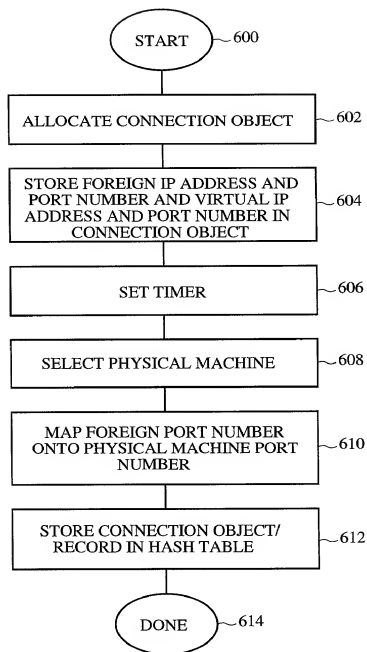 START 600
ALLOCATE CONNECTION OBJECT 602
STORE FOREIGN IP ADDRESS AND
PORT NUMBER AND VIRTUAL IP
ADDRESS AND PORT NUMBER IN
CONNECTION OBJECT
604
SET TIMER 606
SELECT PHYSICAL MACHINE 608
MAP FOREIGN PORT NUMBER
ONTO PHYSICAL MACHINE PORT
NUMBER
610
STORE CONNECTION OBJECT/
RECORD IN HASH TABLE
612
DONE 614